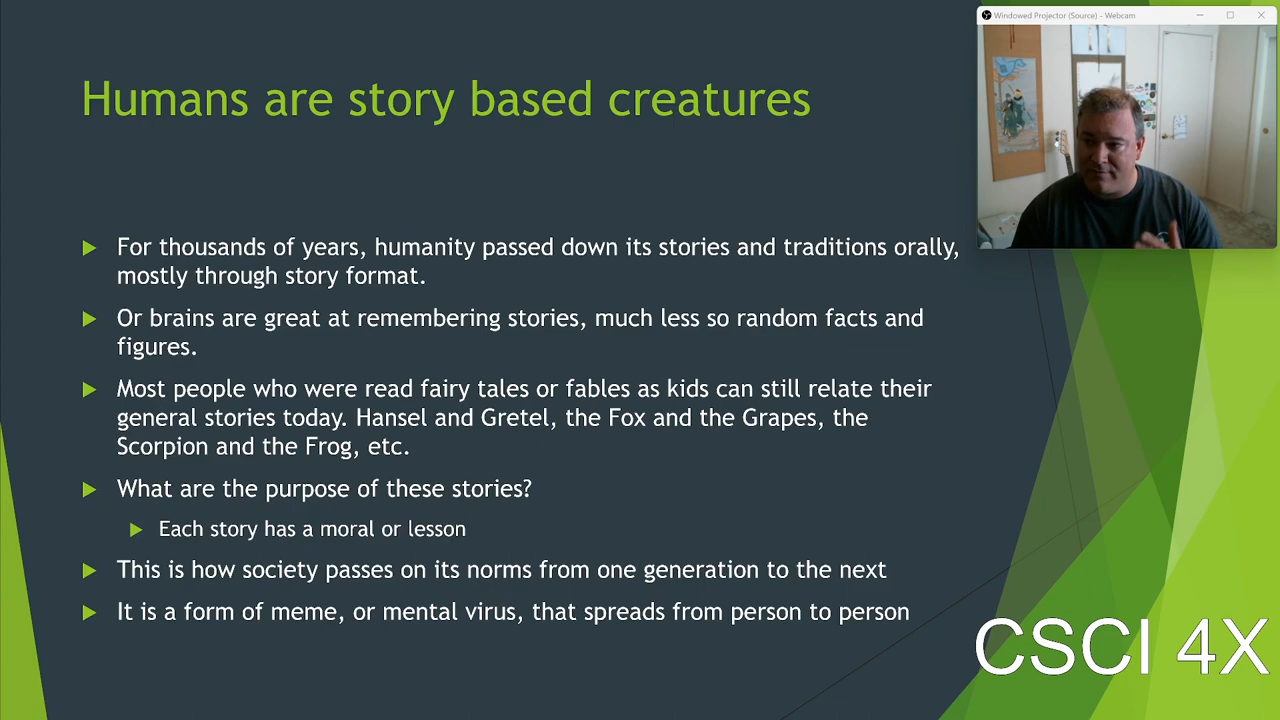 Windowed Projector (Source) - Webcam
Humans are story based creatures
For thousands of years, humanity passed down its stories and traditions orally,
mostly through story format.
Or brains are great at remembering stories, much less so random facts and
figures.
Most people who were read fairy tales or fables as kids can still relate their
general stories today. Hansel and Gretel, the Fox and the Grapes, the
Scorpion and the Frog, etc.
What are the purpose of these stories?
Each story has a moral or lesson
This is how society passes on its norms from one generation to the next
It is a form of meme, or mental virus, that spreads from person to person
CSCI 4X